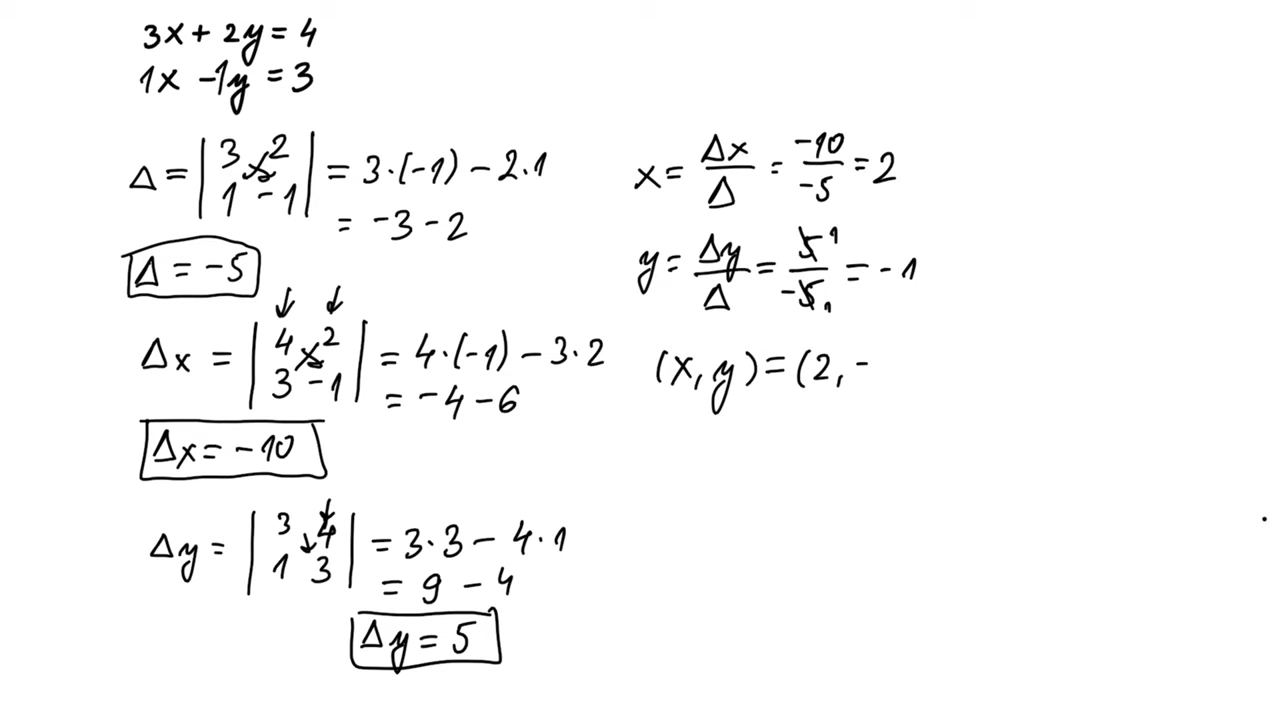 3x + 2y = 4
1x - 1y = 3
Δ = | 3 2 | = 3·(-1) - 2·1
| 1 -1 |
= -3 - 2
Δ = -5
Δx = | 4 2 | = 4·(-1) - 3·2
| 3 -1 |
= -4 - 6
Δx = -10
Δy = | 3 4 | = 3·3 - 4·1
| 1 3 |
= 9 - 4
Δy = 5
x = Δx/Δ = -10/-5 = 2
y = Δy/Δ = 5¹/-5₁ = -1
(x, y) = (2, -